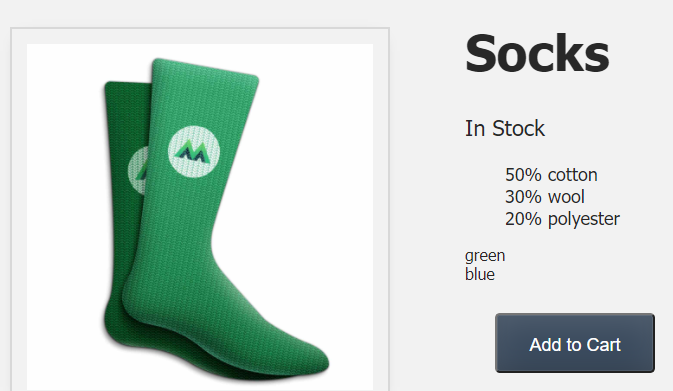 Socks
In Stock
50% cotton
30% wool
20% polyester
green
blue
Add to Cart